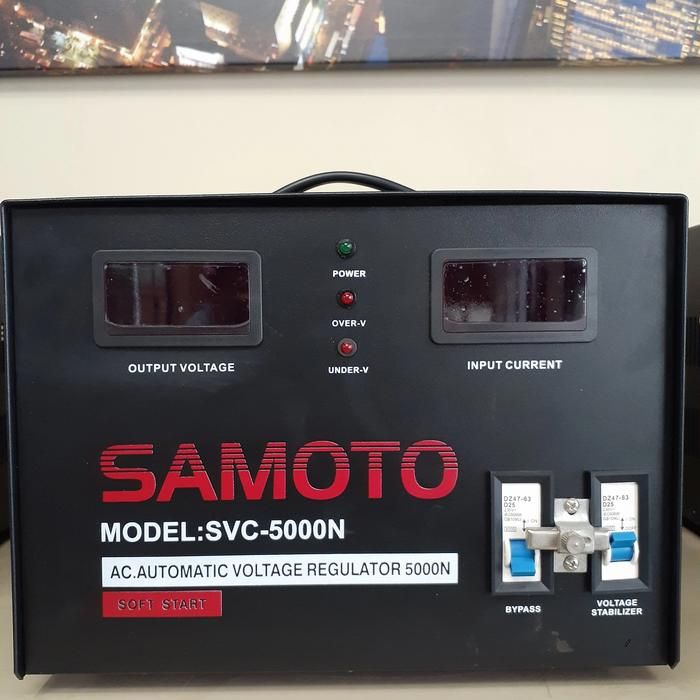 POWER
OVER-V
UNDER-V
OUTPUT VOLTAGE
INPUT CURRENT
SAMOTO
MODEL:SVC-5000N
AC.AUTOMATIC VOLTAGE REGULATOR 5000N
SOFT START
DZ47-63
D25
DZ47-63
D25
BYPASS
VOLTAGE
STABILIZER